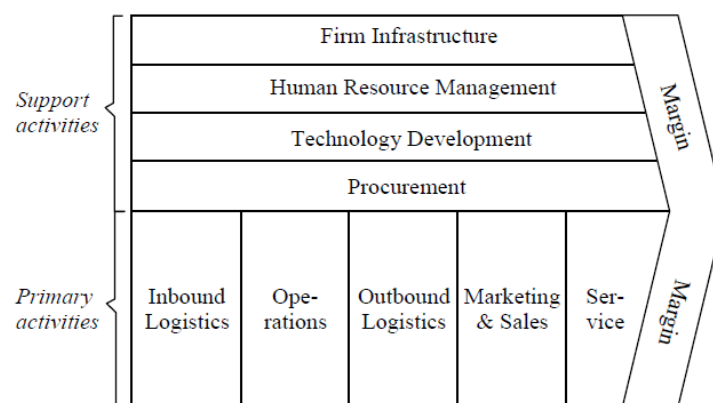 Firm Infrastructure
Human Resource Management
Technology Development
Procurement
Support
activities
Margin
Primary
activities
Inbound
Logistics
Ope-
rations
Outbound
Logistics
Marketing
& Sales
Ser-
vice
Margin